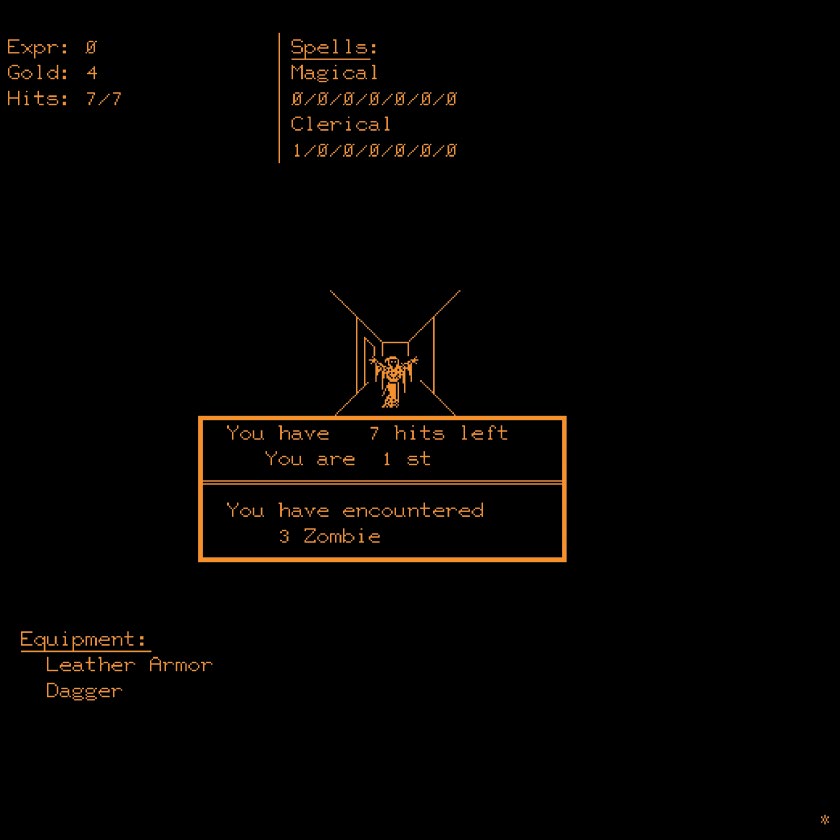 Expr: 0
Gold: 4
Hits: 7/7
Spells:
Magical
0/0/0/0/0/0/0
Clerical
1/0/0/0/0/0/0
You have 7 hits left
You are 1 st
You have encountered
3 Zombie
Equipment:
Leather Armor
Dagger
*